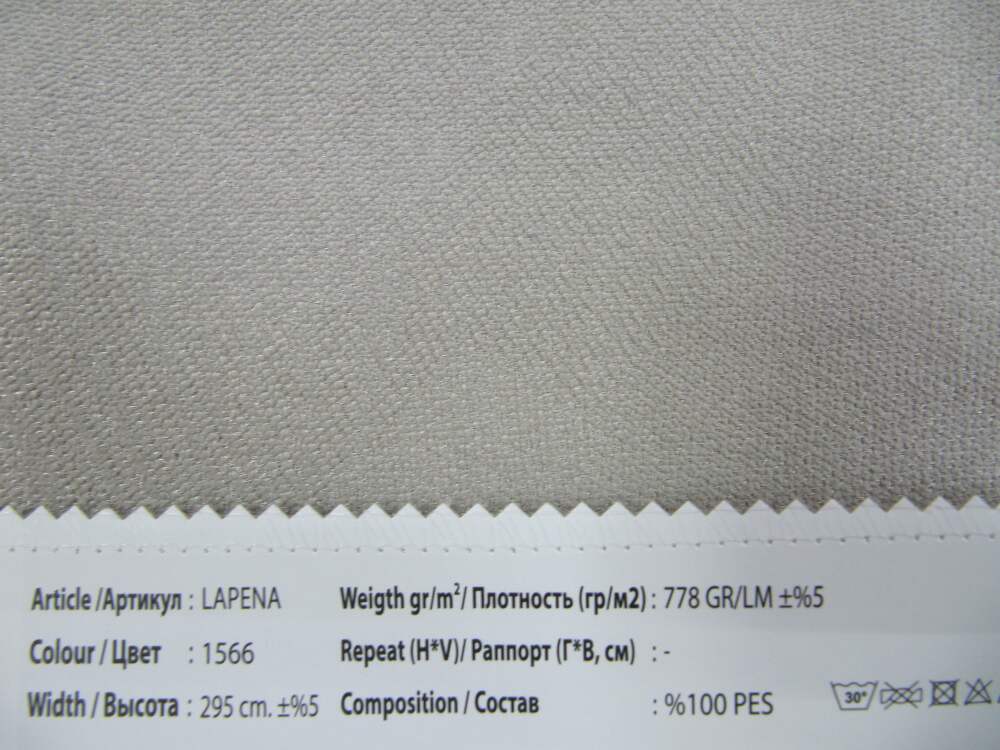 Article /Артикул : LAPENA Weigth gr/m²/ Плотность (гр/м2) : 778 GR/LM ±%5
Colour / Цвет : 1566 Repeat (H*V)/ Раппорт (Г*В, см) : -
Width / Высота : 295 cm. ±%5 Composition / Состав : %100 PES 30°